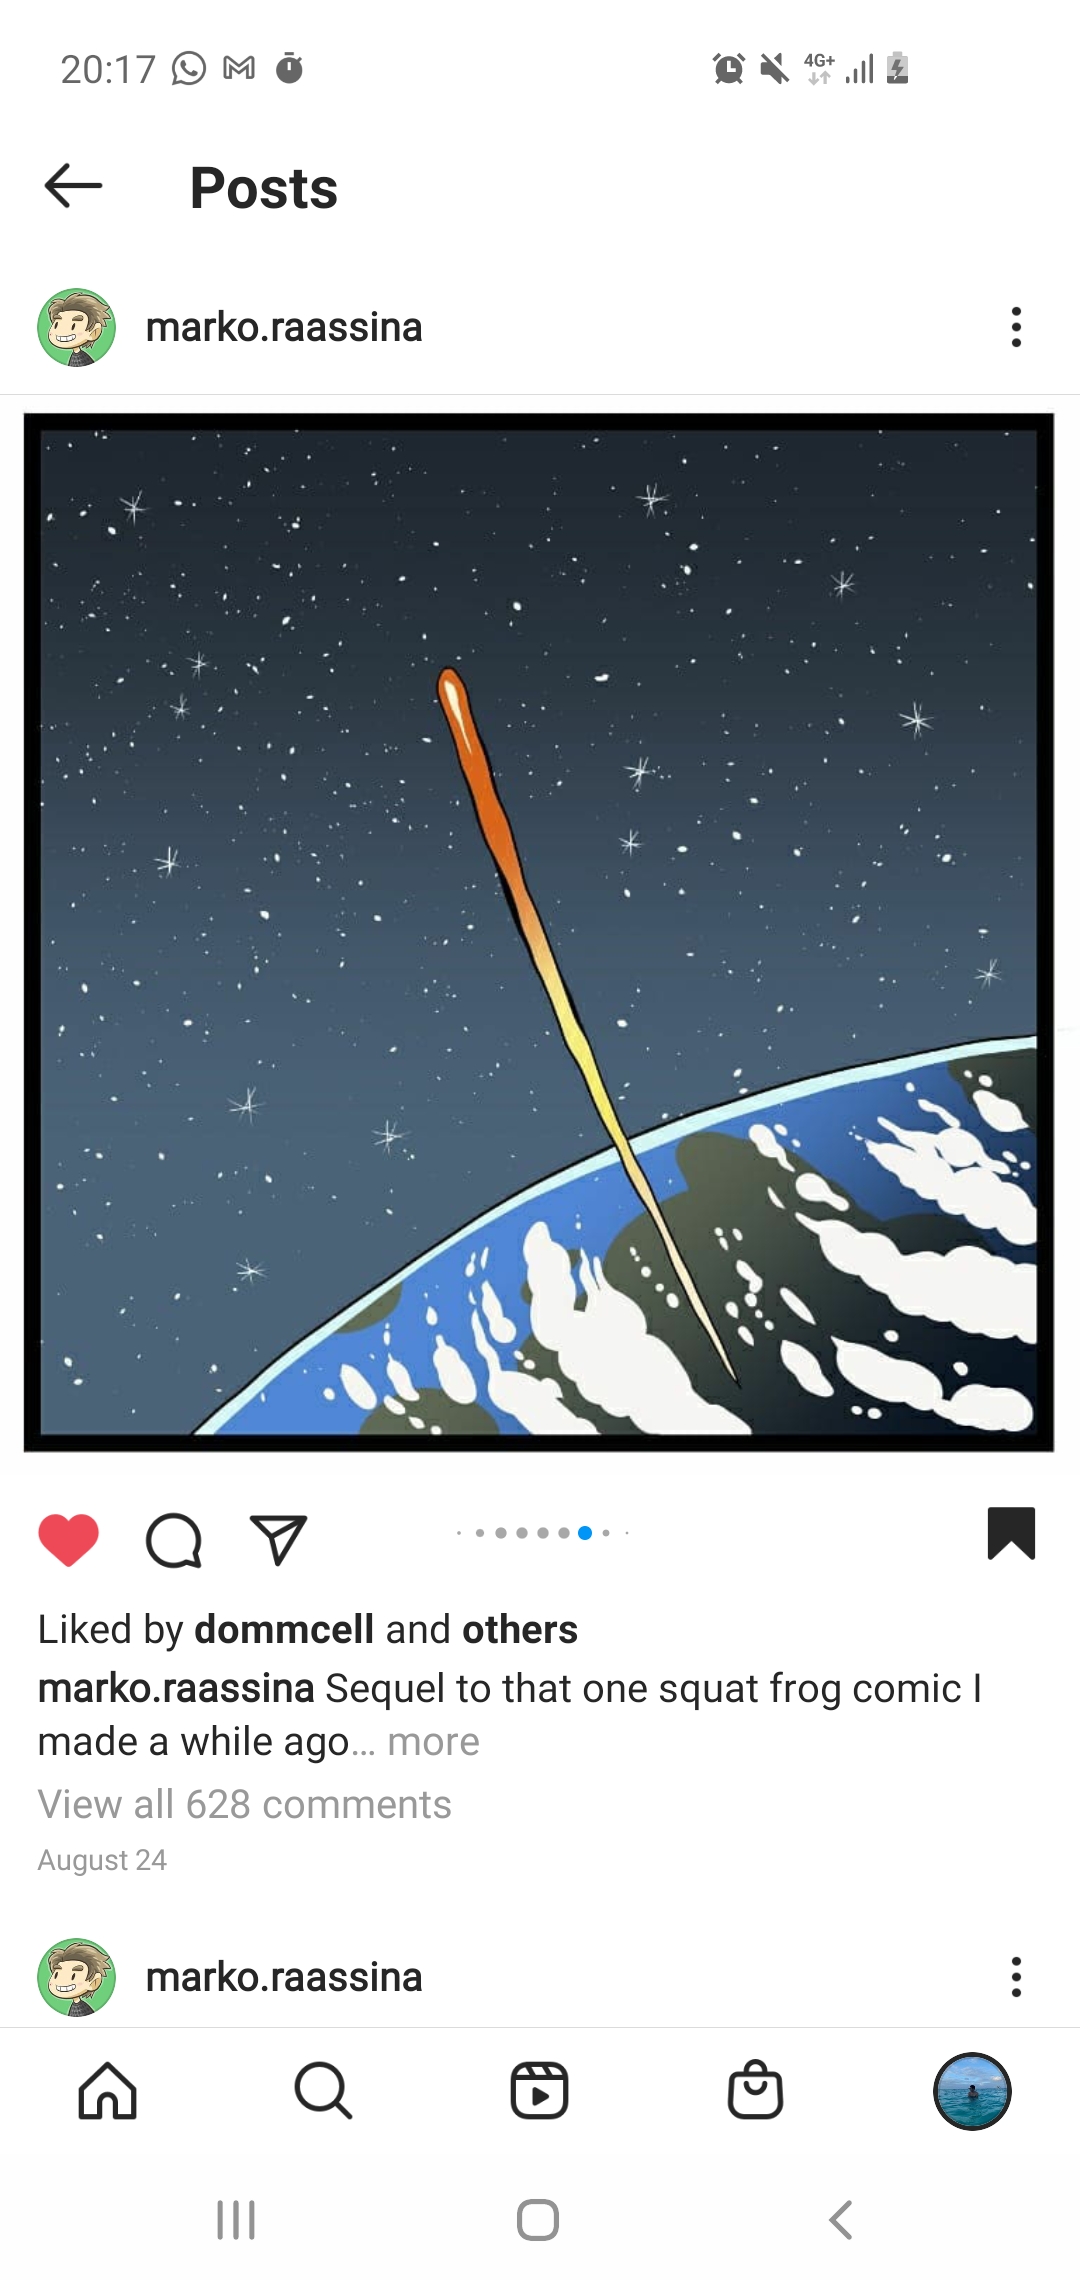 20:17
4G+
Posts
marko.raassina
Liked by dommcell and others
marko.raassina Sequel to that one squat frog comic I
made a while ago... more
View all 628 comments
August 24
marko.raassina